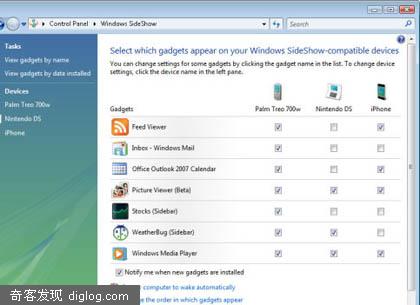 Control Panel ▸ Windows SideShow
Search
Tasks
View gadgets by name
View gadgets by data installed
Devices
Palm Treo 700w
Nintendo DS
iPhone
Select which gadgets appear on your Windows SideShow-compatible devices
You can change settings for some gadgets by clicking the gadget name in the list. To change device
settings, click the device name in the left pane.
Gadgets Palm Treo 700w Nintendo DS iPhone
Feed Viewer
Inbox - Windows Mail
Office Outlook 2007 Calendar
Picture Viewer (Beta)
Stocks (Sidebar)
WeatherBug (Sidebar)
Windows Media Player
Notify me when new gadgets are installed
computer to wake automatically
the order in which gadgets appear
奇客发现 diglog.com